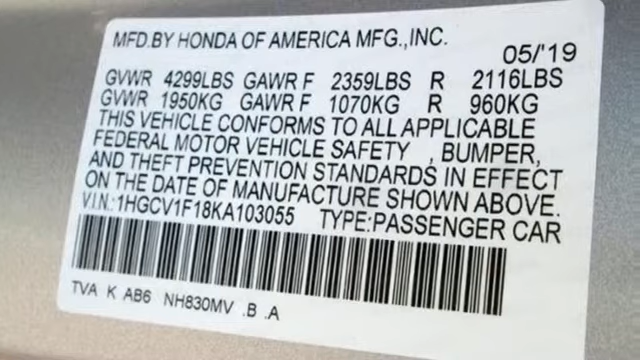 MFD.BY HONDA OF AMERICA MFG.,INC.
05/'19
GVWR 4299LBS GAWR F 2359LBS R 2116LBS
GVWR 1950KG GAWR F 1070KG R 960KG
THIS VEHICLE CONFORMS TO ALL APPLICABLE
FEDERAL MOTOR VEHICLE SAFETY , BUMPER,
AND THEFT PREVENTION STANDARDS IN EFFECT
ON THE DATE OF MANUFACTURE SHOWN ABOVE.
V.I.N.:1HGCV1F18KA103055 TYPE:PASSENGER CAR
TVA K AB6 NH830MV .B .A